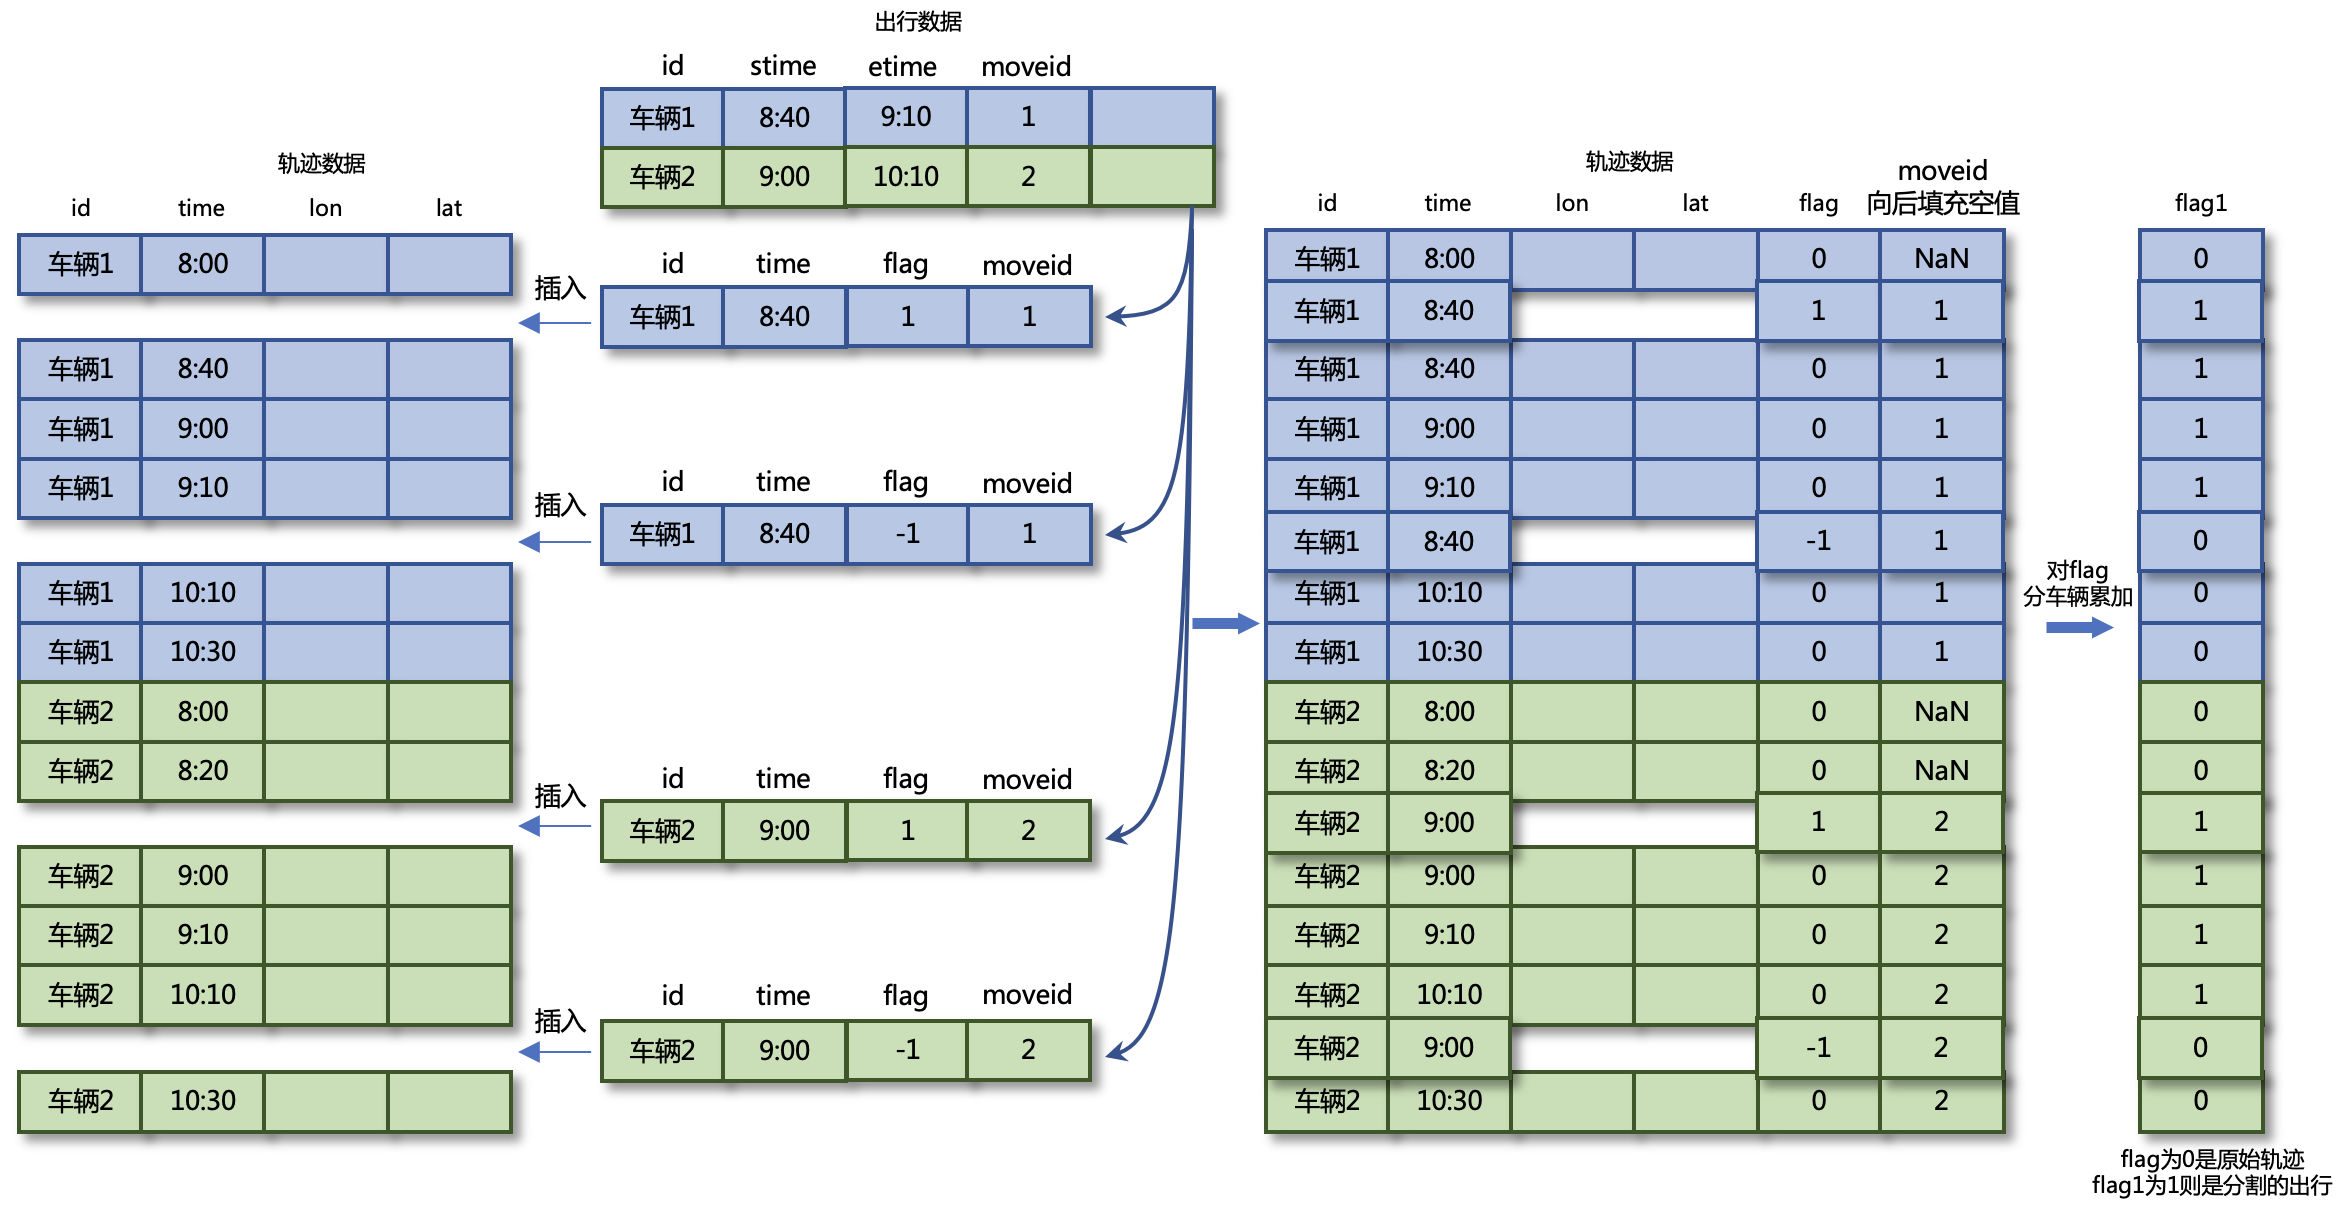 出行数据
id stime etime moveid
车辆1 8:40 9:10 1
车辆2 9:00 10:10 2
轨迹数据
id time lon lat
车辆1 8:00
车辆1 8:40
车辆1 9:00
车辆1 9:10
车辆1 10:10
车辆1 10:30
车辆2 8:00
车辆2 8:20
车辆2 9:00
车辆2 9:10
车辆2 10:10
车辆2 10:30
插入
id time flag moveid
车辆1 8:40 1 1
插入
id time flag moveid
车辆1 8:40 -1 1
插入
id time flag moveid
车辆2 9:00 1 2
插入
id time flag moveid
车辆2 9:00 -1 2
轨迹数据
id time lon lat flag moveid
向后填充空值
车辆1 8:00 0 NaN
车辆1 8:40 1 1
车辆1 8:40 0 1
车辆1 9:00 0 1
车辆1 9:10 0 1
车辆1 8:40 -1 1
车辆1 10:10 0 1
车辆1 10:30 0 1
车辆2 8:00 0 NaN
车辆2 8:20 0 NaN
车辆2 9:00 1 2
车辆2 9:00 0 2
车辆2 9:10 0 2
车辆2 10:10 0 2
车辆2 9:00 -1 2
车辆2 10:30 0 2
对flag
分车辆累加
flag1
0
1
1
1
1
0
0
0
0
0
1
1
1
1
0
0
flag为0是原始轨迹
flag1为1则是分割的出行